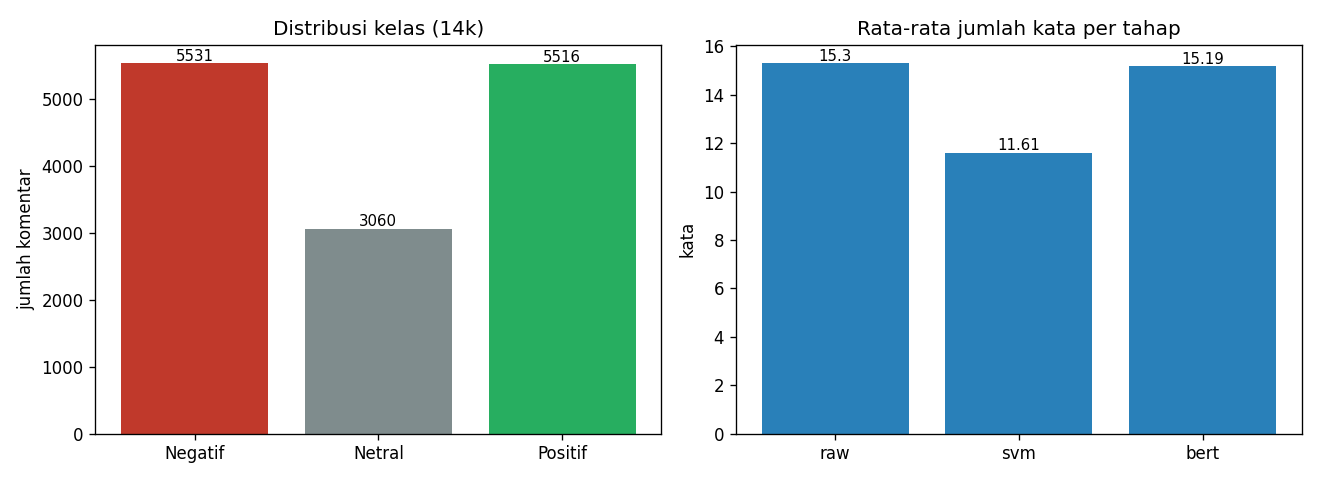 Distribusi kelas (14k)
jumlah komentar
5000
4000
3000
2000
1000
0
5531
3060
5516
Negatif
Netral
Positif
Rata-rata jumlah kata per tahap
kata
16
14
12
10
8
6
4
2
0
15.3
11.61
15.19
raw
svm
bert